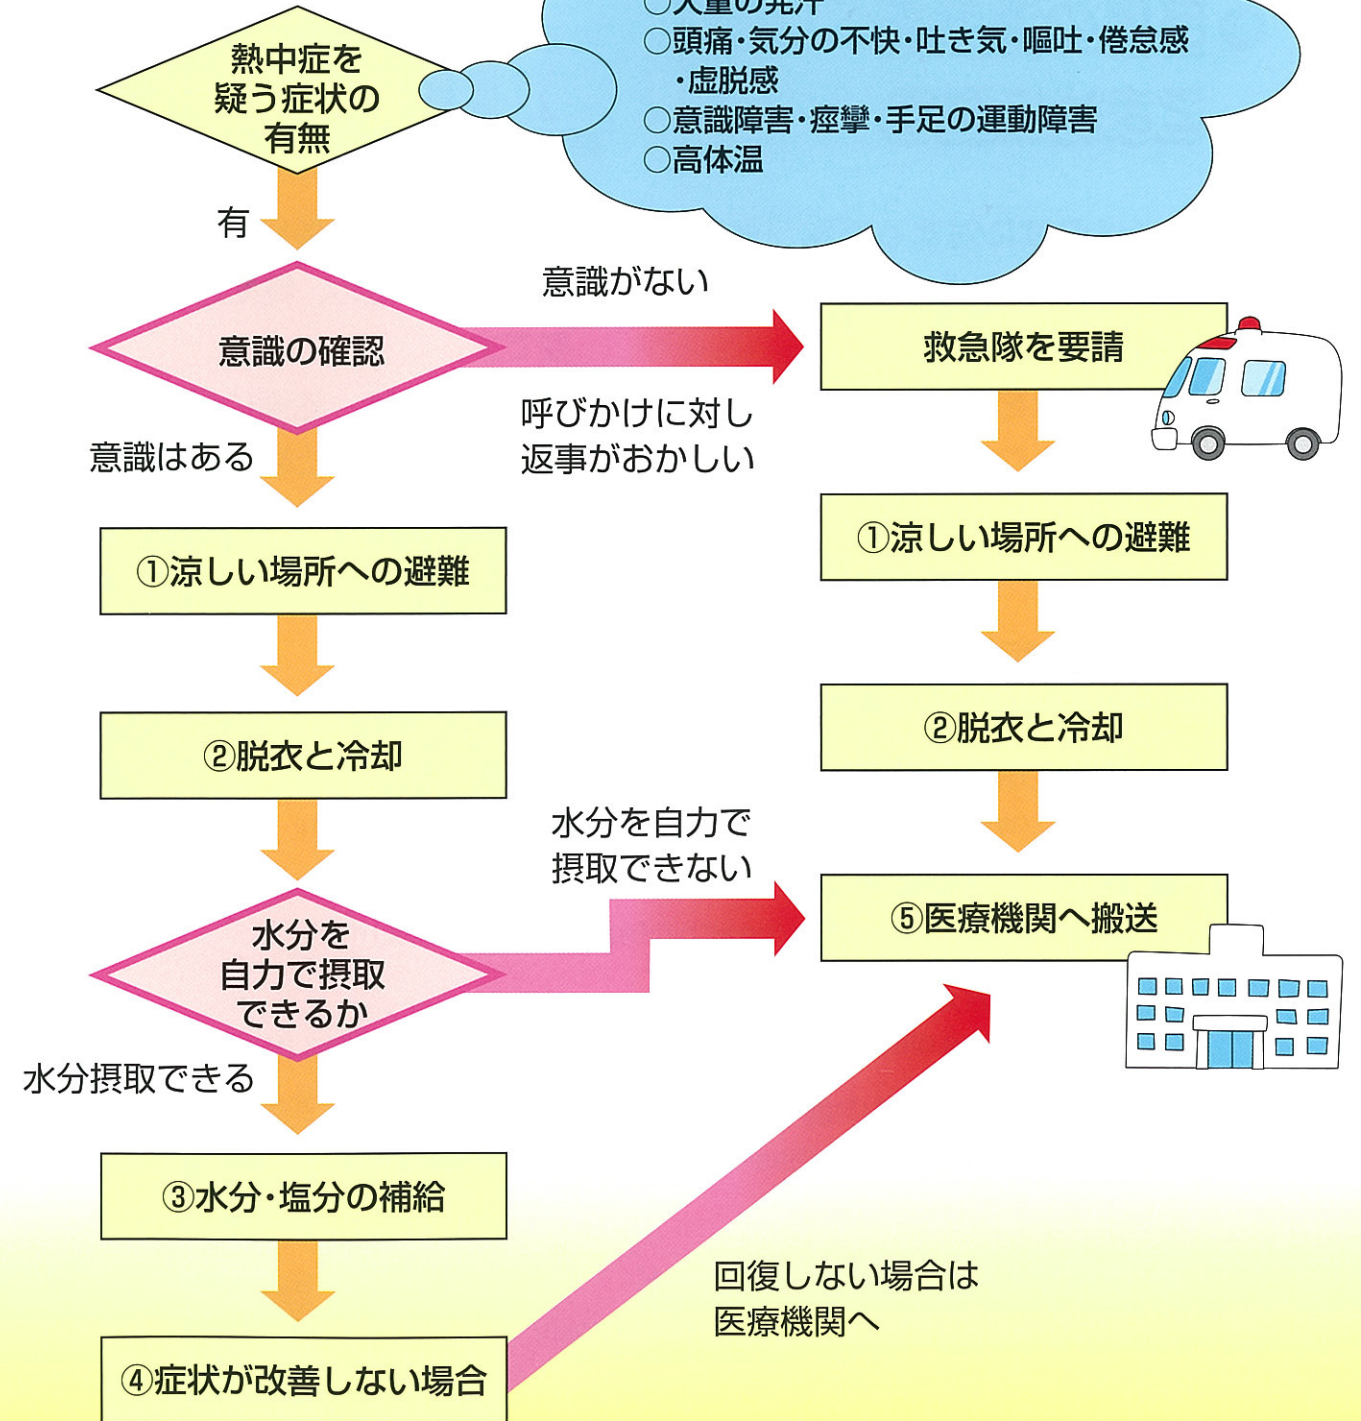 ○大量の発汗
○頭痛・気分の不快・吐き気・嘔吐・倦怠感
・虚脱感
○意識障害・痙攣・手足の運動障害
○高体温
熱中症を
疑う症状の
有無
有
意識の確認
意識がない
呼びかけに対し
返事がおかしい
救急隊を要請
意識はある
①涼しい場所への避難
①涼しい場所への避難
②脱衣と冷却
②脱衣と冷却
水分を自力で
摂取できない
⑤医療機関へ搬送
水分を
自力で摂取
できるか
水分摂取できる
③水分・塩分の補給
回復しない場合は
医療機関へ
④症状が改善しない場合